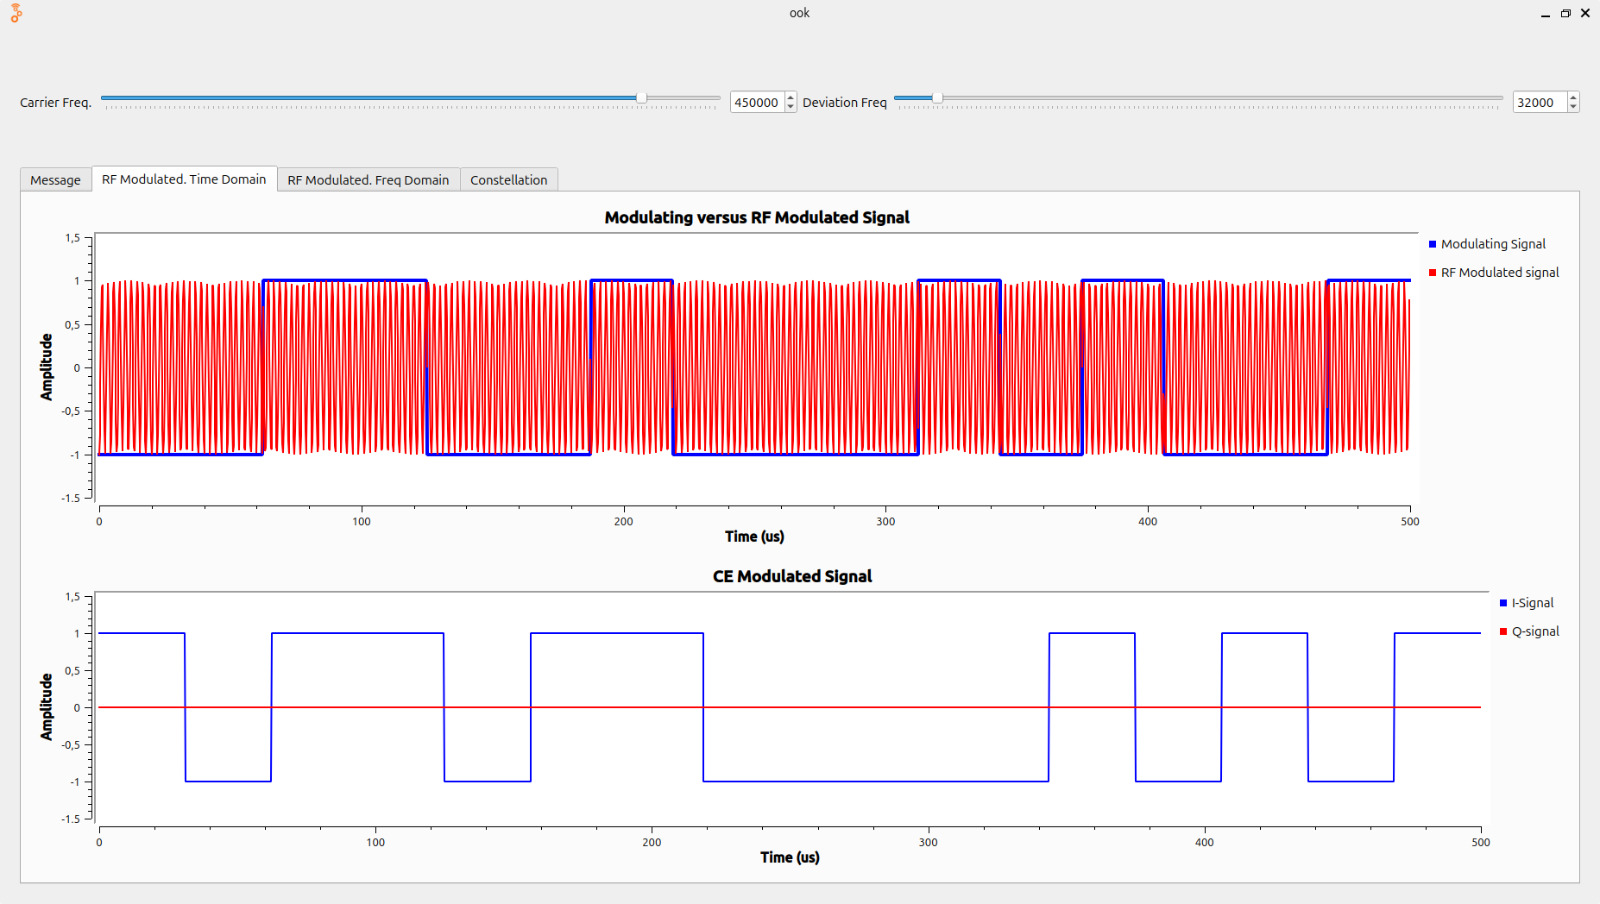 ook
Carrier Freq. 450000 Deviation Freq 32000
Message RF Modulated. Time Domain RF Modulated. Freq Domain Constellation
Modulating versus RF Modulated Signal
1,5
1
0,5
0
-0,5
-1
-1.5
Amplitude
0 100 200 300 400 500
Time (us)
Modulating Signal
RF Modulated signal
CE Modulated Signal
1,5
1
0,5
0
-0,5
-1
-1.5
Amplitude
0 100 200 300 400 500
Time (us)
I-Signal
Q-signal